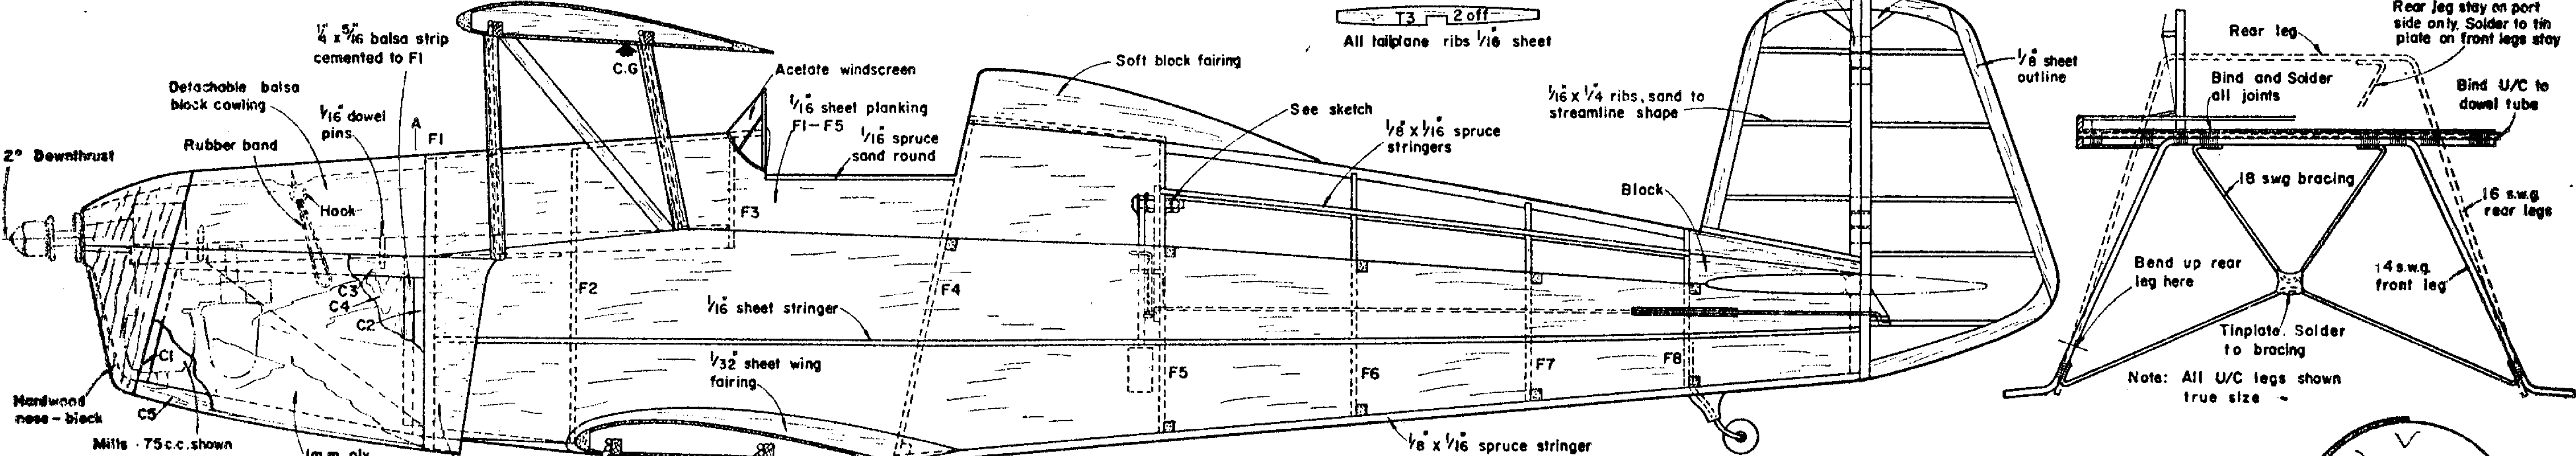 1/4 x 5/16" balsa strip
cemented to F1
Detachable balsa
block cowling
1/16" dowel
pins
A
F1
Rubber band
2° Downthrust
Hook
C3
C4
C2
C1
C5
Hardwood
nose - block
Mills .75c.c. shown
1m.m. ply
C.G
Acetate windscreen
1/16" sheet planking
F1-F5
1/16" spruce
sand round
F3
F2
F4
1/16" sheet stringer
1/32" sheet wing
fairing
T3 2 off
All tailplane ribs 1/16" sheet
Soft block fairing
See sketch
1/8" x 1/16" spruce
stringers
1/16" x 1/4" ribs, sand to
streamline shape
Block
1/8" sheet
outline
F5
F6
F7
F8
1/8" x 1/16" spruce stringer
Rear leg
Rear leg stay on port
side only. Solder to tin
plate on front legs stay
Bind and Solder
all joints
Bind U/C to
dowel tube
18 swg bracing
16 s.w.g.
rear legs
Bend up rear
leg here
14 s.w.g.
front leg
Tinplate. Solder
to bracing
Note: All U/C legs shown
true size